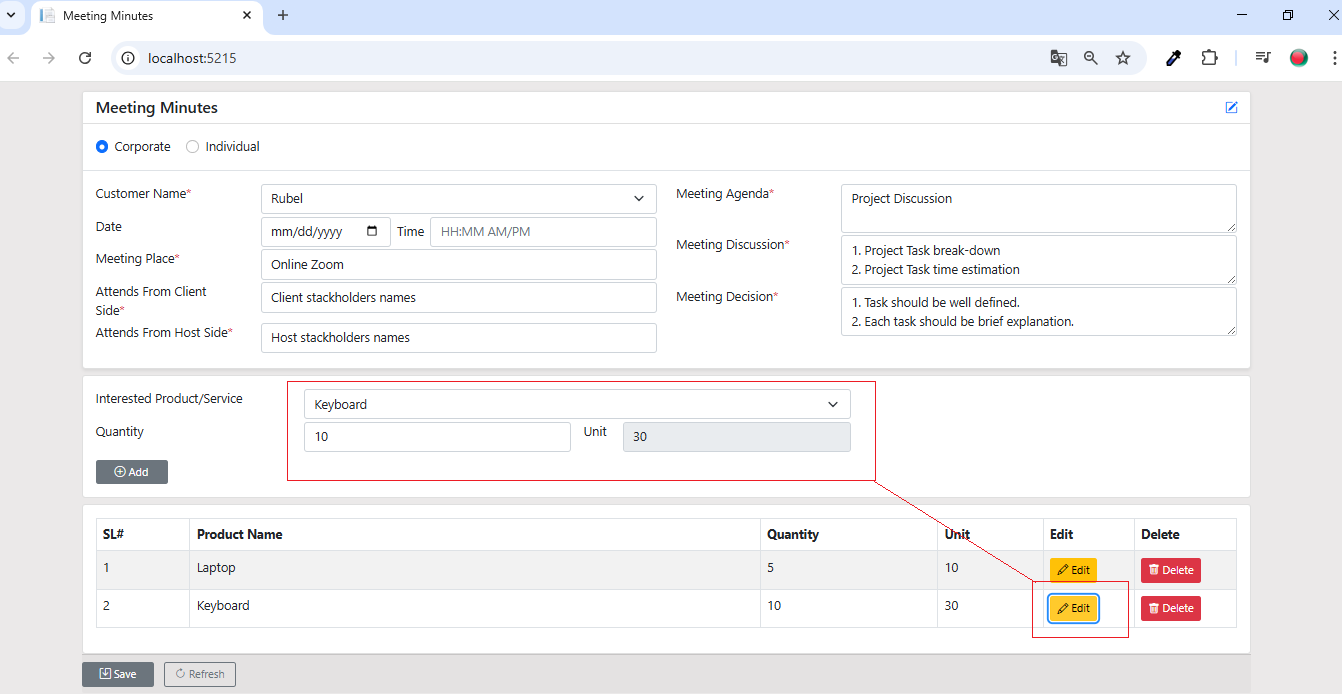 Meeting Minutes
localhost:5215
Meeting Minutes
Corporate Individual
Customer Name* Rubel
Date mm/dd/yyyy Time HH:MM AM/PM
Meeting Place* Online Zoom
Attends From Client
Side* Client stackholders names
Attends From Host Side* Host stackholders names
Meeting Agenda* Project Discussion
Meeting Discussion* 1. Project Task break-down
2. Project Task time estimation
Meeting Decision* 1. Task should be well defined.
2. Each task should be brief explanation.
Interested Product/Service Keyboard
Quantity 10 Unit 30
Add
SL# Product Name Quantity Unit Edit Delete
1 Laptop 5 10 Edit Delete
2 Keyboard 10 30 Edit Delete
Save Refresh